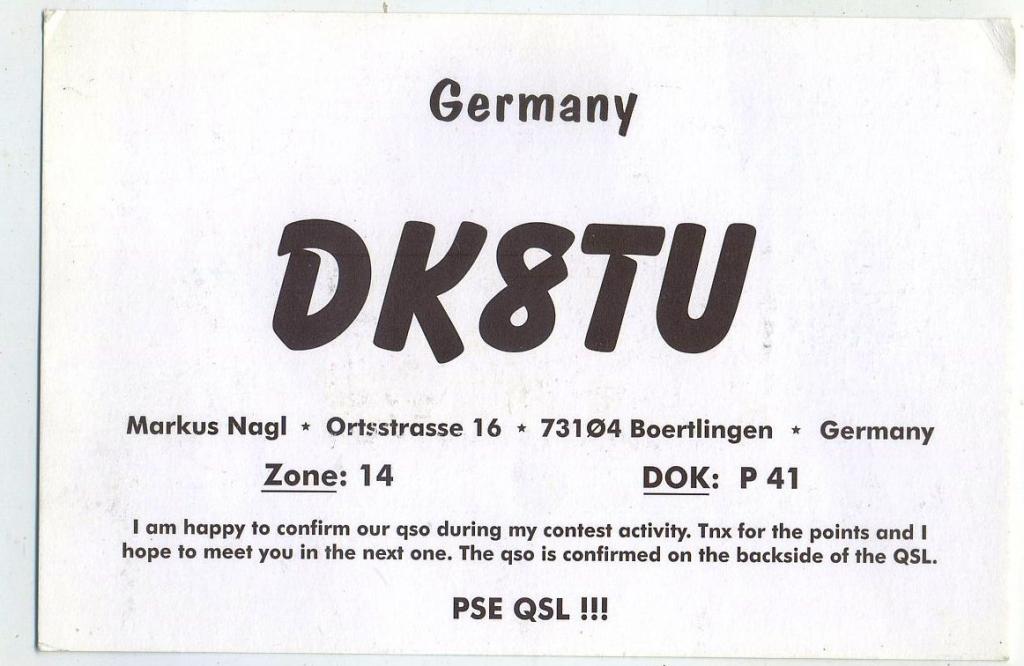 Germany
DK8TU
Markus Nagl ★ Ortsstrasse 16 ★ 731Ø4 Boertlingen ★ Germany
Zone: 14 DOK: P 41
I am happy to confirm our qso during my contest activity. Tnx for the points and I
hope to meet you in the next one. The qso is confirmed on the backside of the QSL.
PSE QSL !!!